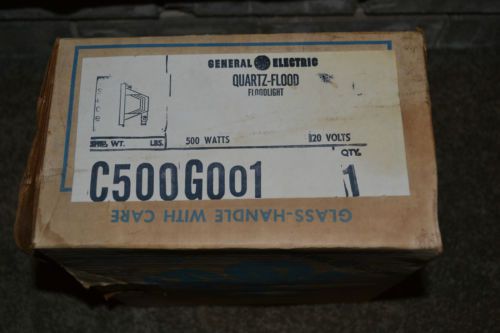 GENERAL ELECTRIC
QUARTZ-FLOOD
FLOODLIGHT
WT. LBS. 500 WATTS 120 VOLTS
QTY.
C500G001 1
GLASS-HANDLE WITH CARE